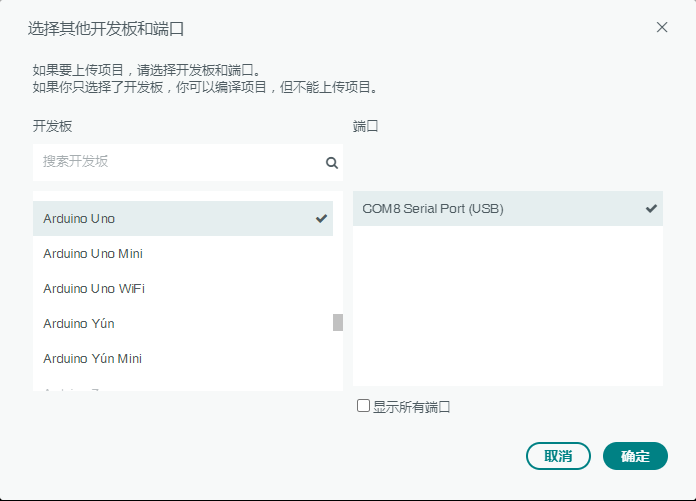 选择其他开发板和端口
如果要上传项目，请选择开发板和端口。
如果你只选择了开发板，你可以编译项目，但不能上传项目。
开发板
端口
搜索开发板
Arduino Uno
COM8 Serial Port (USB)
Arduino Uno Mini
Arduino Uno WiFi
Arduino Yún
Arduino Yún Mini
显示所有端口
取消
确定